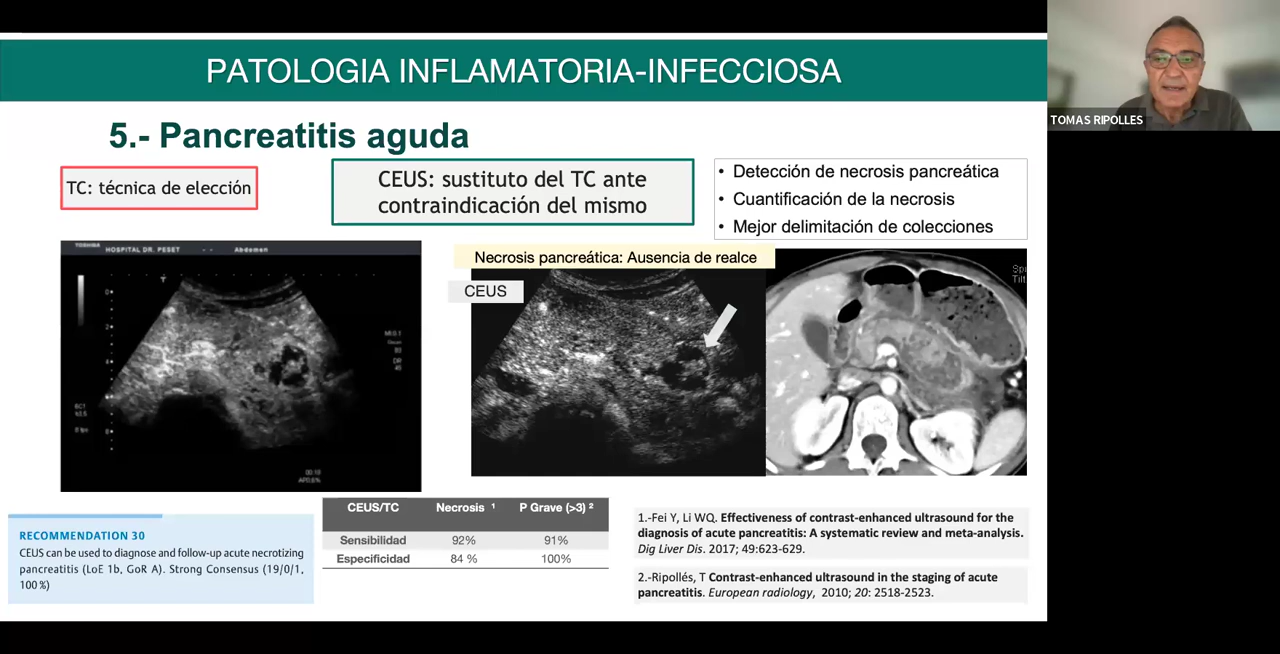 PATOLOGIA INFLAMATORIA-INFECCIOSA
TOMAS RIPOLLES
5.- Pancreatitis aguda
TC: técnica de elección
CEUS: sustituto del TC ante
contraindicación del mismo
• Detección de necrosis pancreática
• Cuantificación de la necrosis
• Mejor delimitación de colecciones
TOSHIBA HOSPITAL DR. PESET -- Abdomen
Necrosis pancreática: Ausencia de realce
CEUS
RECOMMENDATION 30
CEUS can be used to diagnose and follow-up acute necrotizing
pancreatitis (LoE 1b, GoR A). Strong Consensus (19/0/1,
100 %)
CEUS/TC Necrosis 1 P Grave (>3) 2
Sensibilidad 92% 91%
Especificidad 84 % 100%
1.-Fei Y, Li WQ. Effectiveness of contrast-enhanced ultrasound for the
diagnosis of acute pancreatitis: A systematic review and meta-analysis.
Dig Liver Dis. 2017; 49:623-629.
2.-Ripollés, T Contrast-enhanced ultrasound in the staging of acute
pancreatitis. European radiology, 2010; 20: 2518-2523.